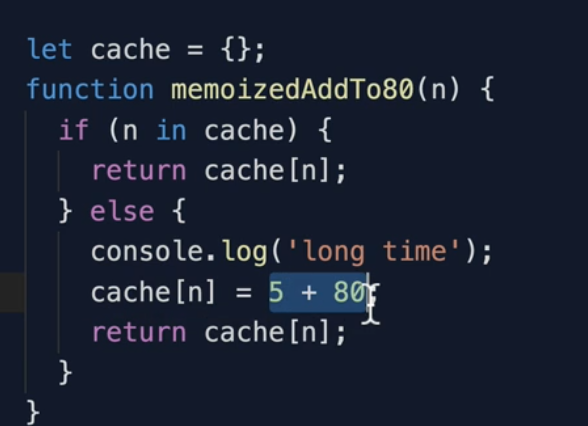 let cache = {};
function memoizedAddTo80(n) {
  if (n in cache) {
    return cache[n];
  } else {
    console.log('long time');
    cache[n] = 5 + 80;
    return cache[n];
  }
}